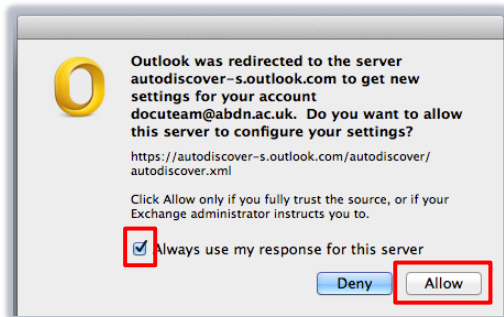 Outlook was redirected to the server
autodiscover-s.outlook.com to get new
settings for your account
docuteam@abdn.ac.uk. Do you want to allow
this server to configure your settings?
https://autodiscover-s.outlook.com/autodiscover/
autodiscover.xml
Click Allow only if you fully trust the source, or if your
Exchange administrator instructs you to.
Always use my response for this server
Deny Allow